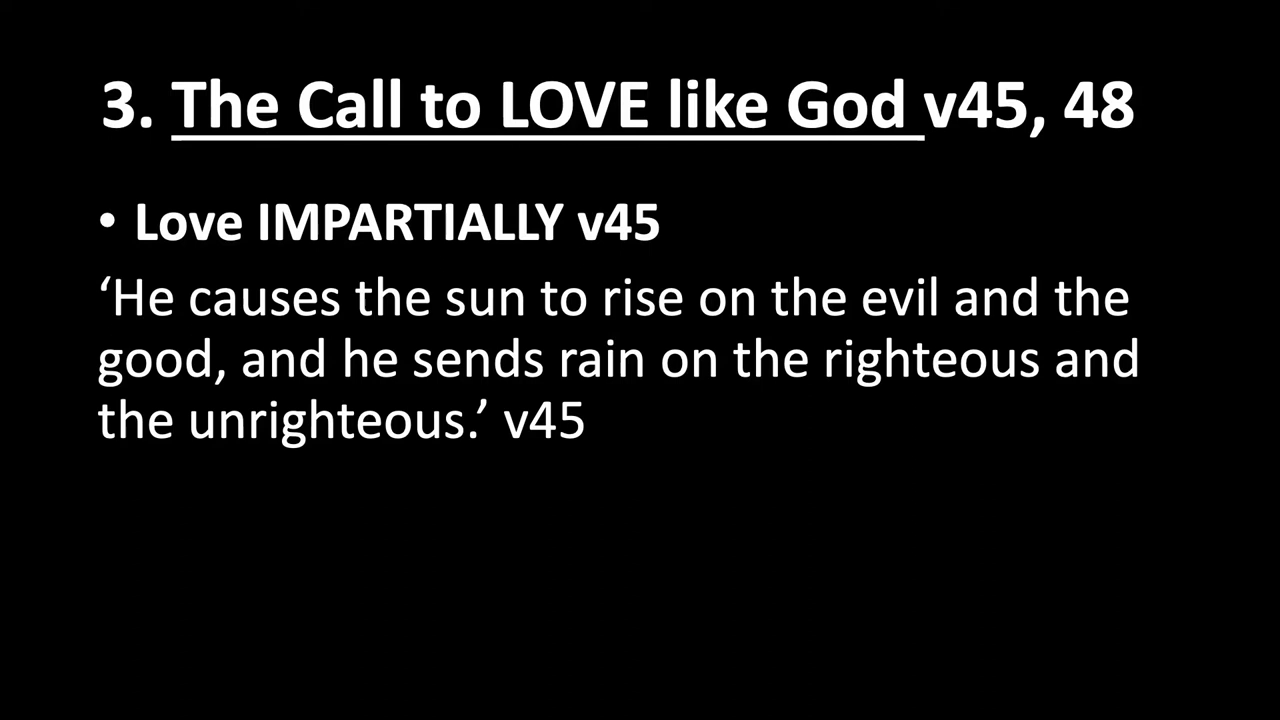 3. The Call to LOVE like God v45, 48
• Love IMPARTIALLY v45
‘He causes the sun to rise on the evil and the
good, and he sends rain on the righteous and
the unrighteous.’ v45